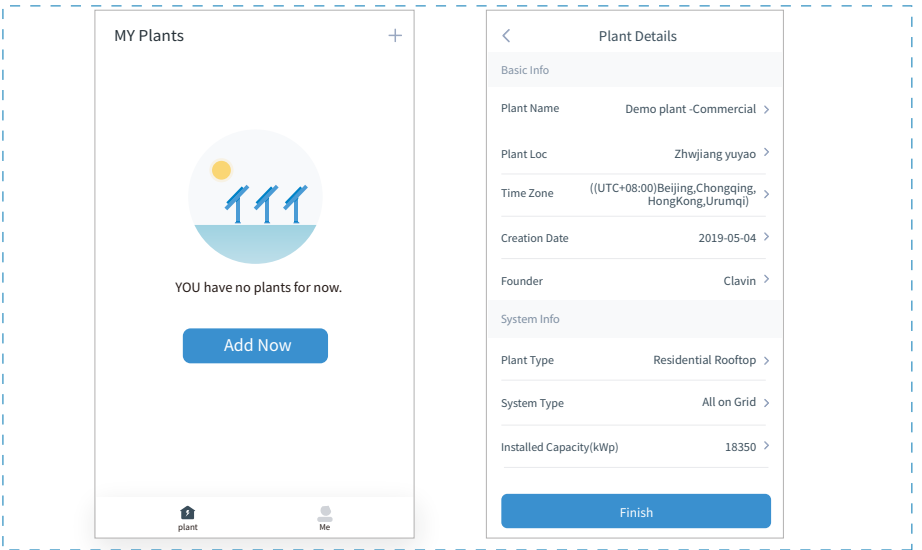 MY Plants
YOU have no plants for now.
Add Now
plant
Me
Plant Details
Basic Info
Plant Name
Demo plant -Commercial
Plant Loc
Zhwjiang yuyao
Time Zone
((UTC+08:00)Beijing,Chongqing,
HongKong,Urumqi)
Creation Date
2019-05-04
Founder
Clavin
System Info
Plant Type
Residential Rooftop
System Type
All on Grid
Installed Capacity(kWp)
18350
Finish